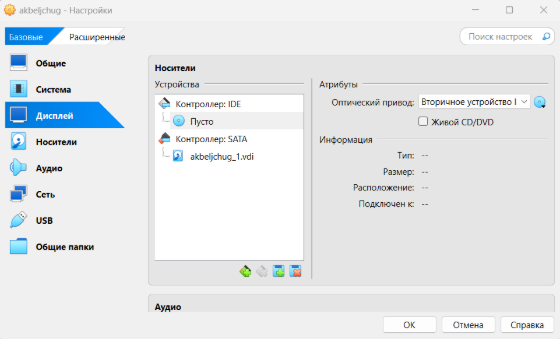 akbeljchug - Настройки
Базовые Расширенные Поиск настроек
Общие
Система
Дисплей
Носители
Аудио
Сеть
USB
Общие папки
Носители
Устройства
Контроллер: IDE
Пусто
Контроллер: SATA
akbeljchug_1.vdi
Атрибуты
Оптический привод: Вторичное устройство I
Живой CD/DVD
Информация
Тип: --
Размер: --
Расположение: --
Подключен к: --
Аудио
ОК Отмена Справка